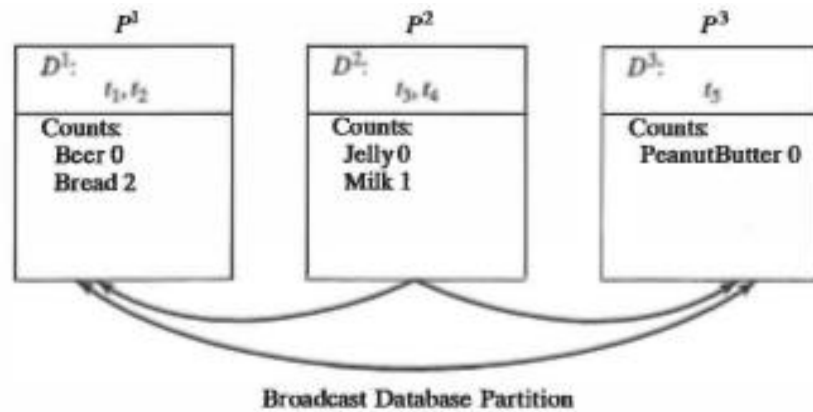 P¹ P² P³
D¹: D²: D³:
t₁, t₂ t₃, t₄ t₅
Counts: Counts: Counts:
Beer 0 Jelly 0 PeanutButter 0
Bread 2 Milk 1
Broadcast Database Partition